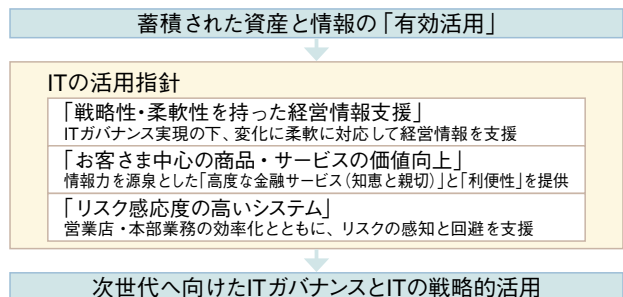 蓄積された資産と情報の「有効活用」
ITの活用指針
「戦略性・柔軟性を持った経営情報支援」
ITガバナンス実現の下、変化に柔軟に対応して経営情報を支援
「お客さま中心の商品・サービスの価値向上」
情報力を源泉とした「高度な金融サービス（知恵と親切）」と「利便性」を提供
「リスク感応度の高いシステム」
営業店・本部業務の効率化とともに、リスクの感知と回避を支援
次世代へ向けたITガバナンスとITの戦略的活用